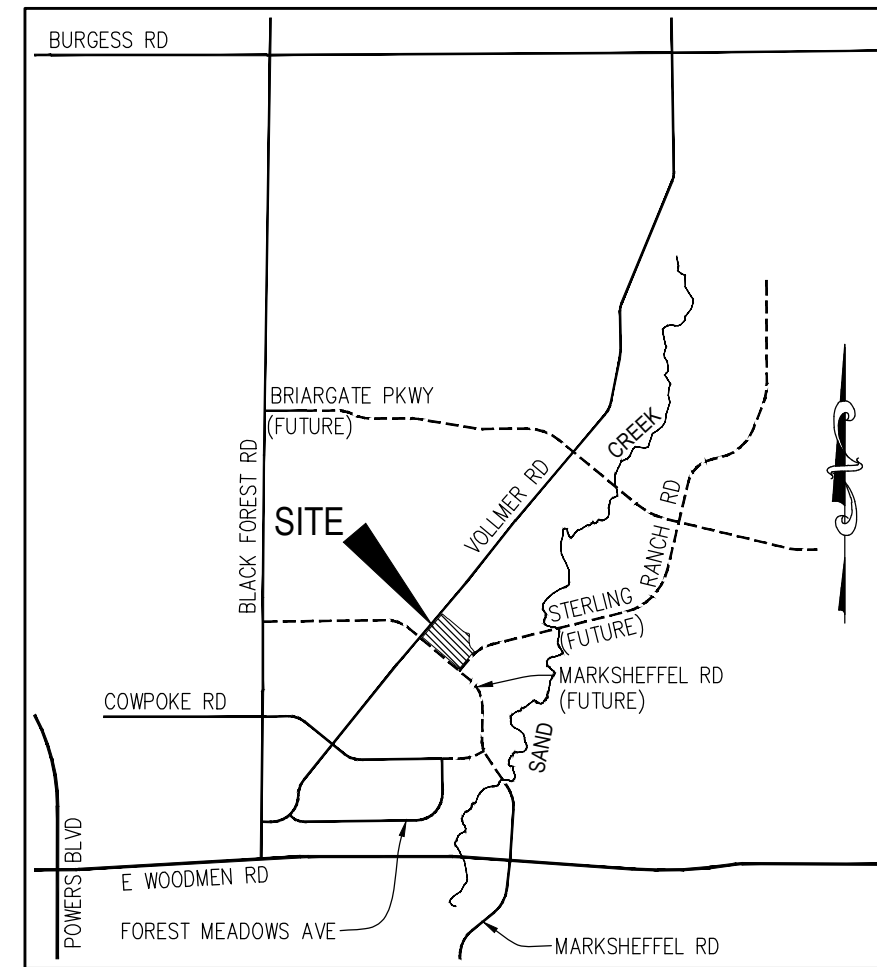 BURGESS RD
BRIARGATE PKWY
(FUTURE)
CREEK
VOLLMER RD
BLACK FOREST RD
SITE
STERLING RANCH RD
(FUTURE)
MARKSHEFFEL RD
(FUTURE)
COWPOKE RD
SAND
POWERS BLVD
E WOODMEN RD
FOREST MEADOWS AVE
MARKSHEFFEL RD